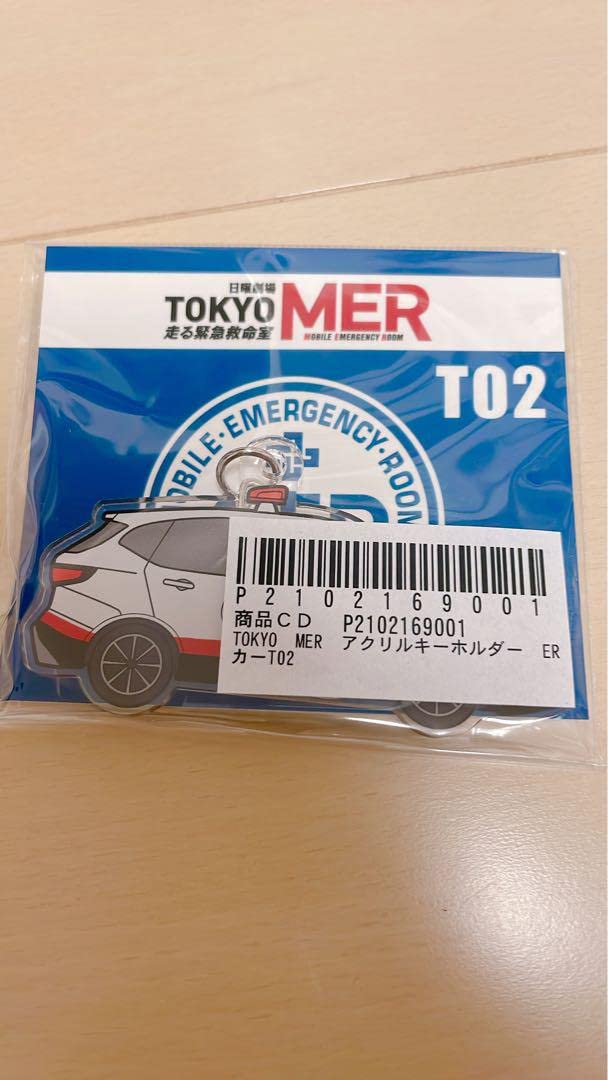 日曜劇場
TOKYO MER
走る緊急救命室
MOBILE EMERGENCY ROOM
T02
MOBILE・EMERGENCY・ROOM
P2102169001
商品CD P2102169001
TOKYO MER アクリルキーホルダー ER
カーT02